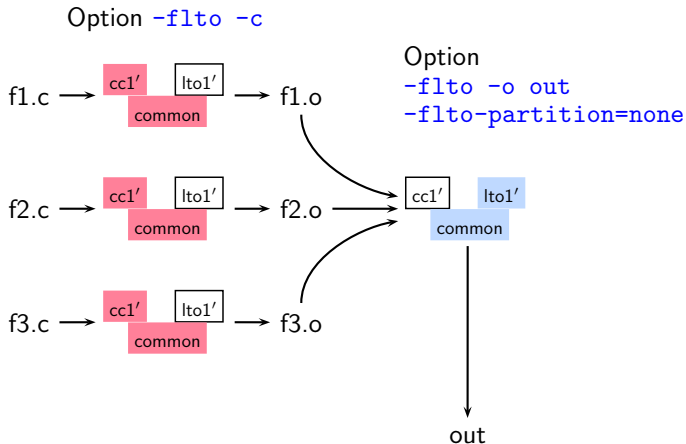 Option -flto -c
Option
-flto -o out
-flto-partition=none
f1.c cc1′ lto1′ f1.o
common
f2.c cc1′ lto1′ f2.o cc1′ lto1′
common common
f3.c cc1′ lto1′ f3.o
common
out